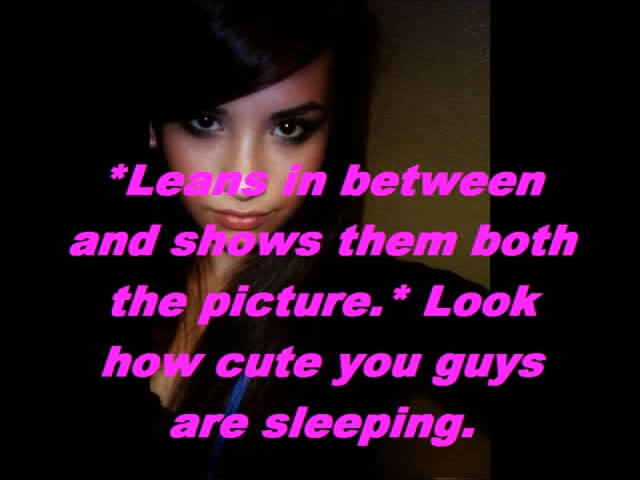 *Leans in between
and shows them both
the picture.* Look
how cute you guys
are sleeping.